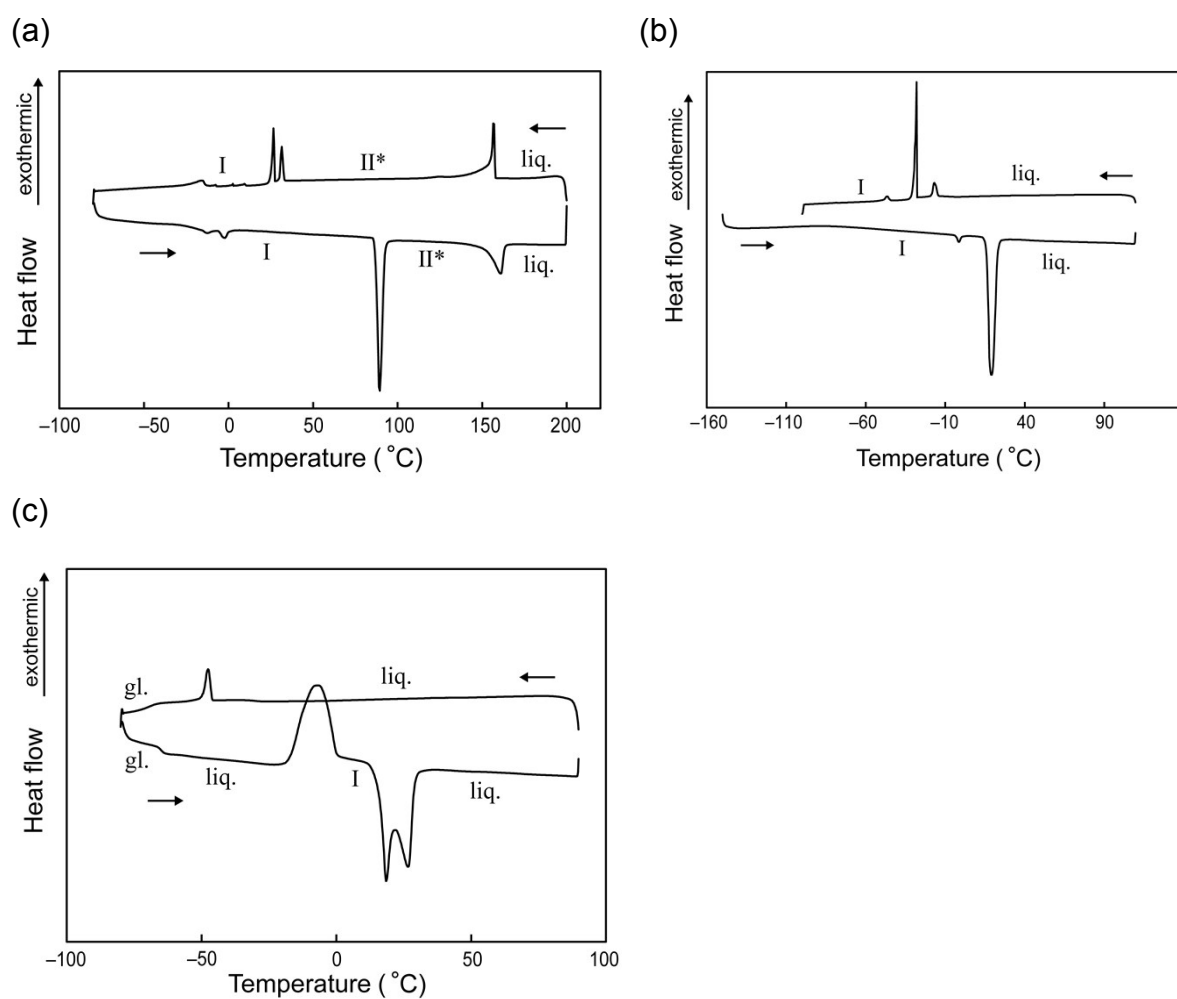 (a)
exothermic
Heat flow
I
II*
liq.
I
II*
liq.
−100
−50
0
50
100
150
200
Temperature ( °C)
(b)
exothermic
Heat flow
I
liq.
I
liq.
−160
−110
−60
−10
40
90
Temperature ( °C)
(c)
exothermic
Heat flow
gl.
liq.
gl.
liq.
I
liq.
−100
−50
0
50
100
Temperature ( °C)